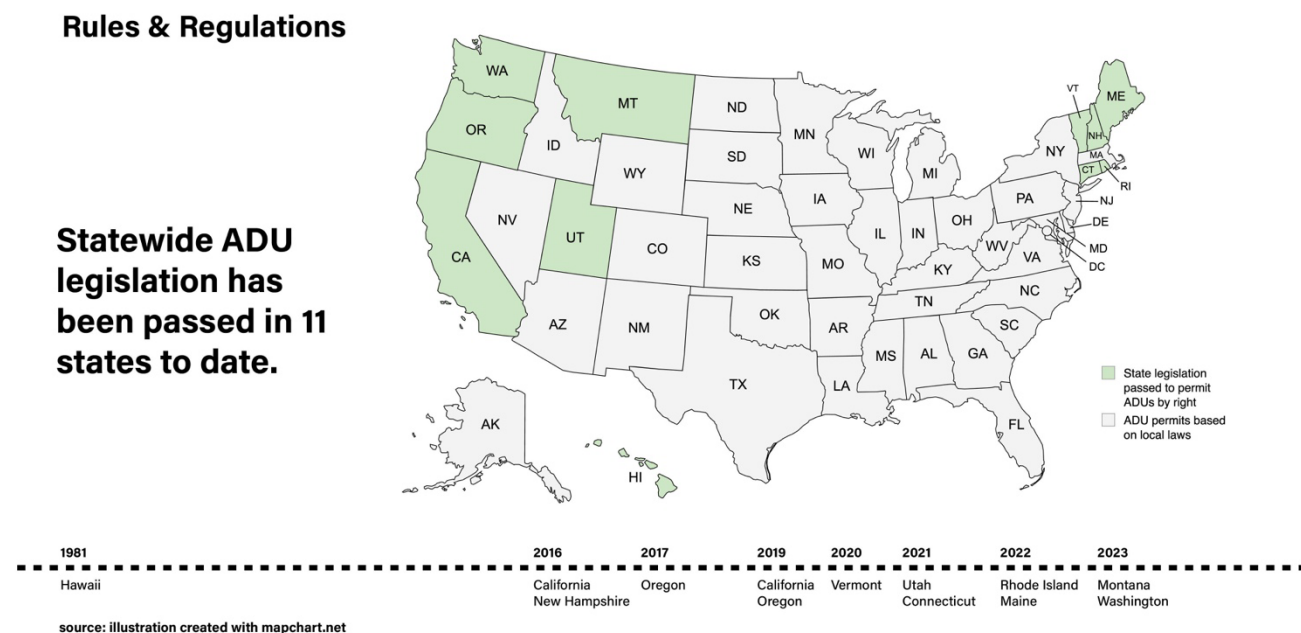 Rules & Regulations
Statewide ADU
legislation has
been passed in 11
states to date.
WA
MT
ND
MN
VT
ME
OR
ID
SD
WI
MI
NY
NH
MA
CT
RI
WY
IA
PA
NJ
NV
NE
IL
IN
OH
DE
MD
DC
CA
UT
CO
KS
MO
KY
WV
VA
AZ
NM
OK
AR
TN
NC
SC
MS
AL
GA
TX
LA
FL
AK
HI
State legislation
passed to permit
ADUs by right
ADU permits based
on local laws
1981
Hawaii
2016
California
New Hampshire
2017
Oregon
2019
California
Oregon
2020
Vermont
2021
Utah
Connecticut
2022
Rhode Island
Maine
2023
Montana
Washington
source: illustration created with mapchart.net